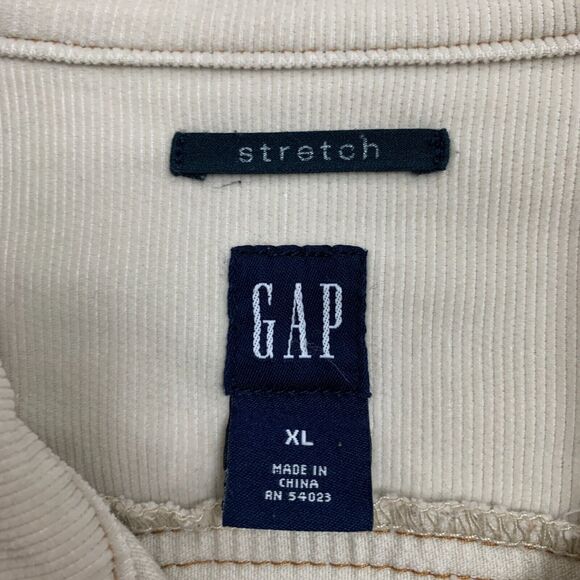 stretch
GAP
XL
MADE IN
CHINA
RN 54023